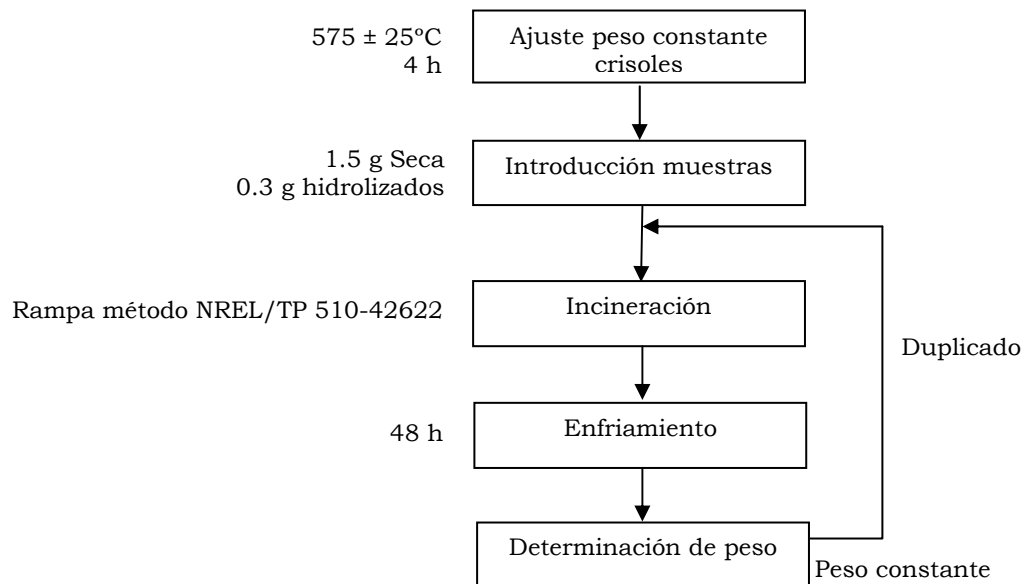 575 ± 25ºC
4 h
Ajuste peso constante
crisoles
1.5 g Seca
0.3 g hidrolizados
Introducción muestras
Rampa método NREL/TP 510-42622
Incineración
Duplicado
48 h
Enfriamiento
Determinación de peso
Peso constante